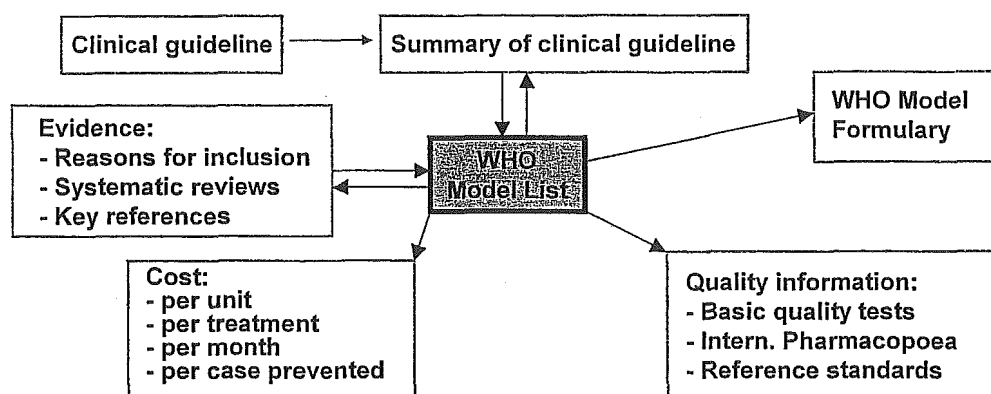 Clinical guideline
Summary of clinical guideline
WHO Model
Formulary
Evidence:
- Reasons for inclusion
- Systematic reviews
- Key references
WHO
Model List
Cost:
- per unit
- per treatment
- per month
- per case prevented
Quality information:
- Basic quality tests
- Intern. Pharmacopoea
- Reference standards